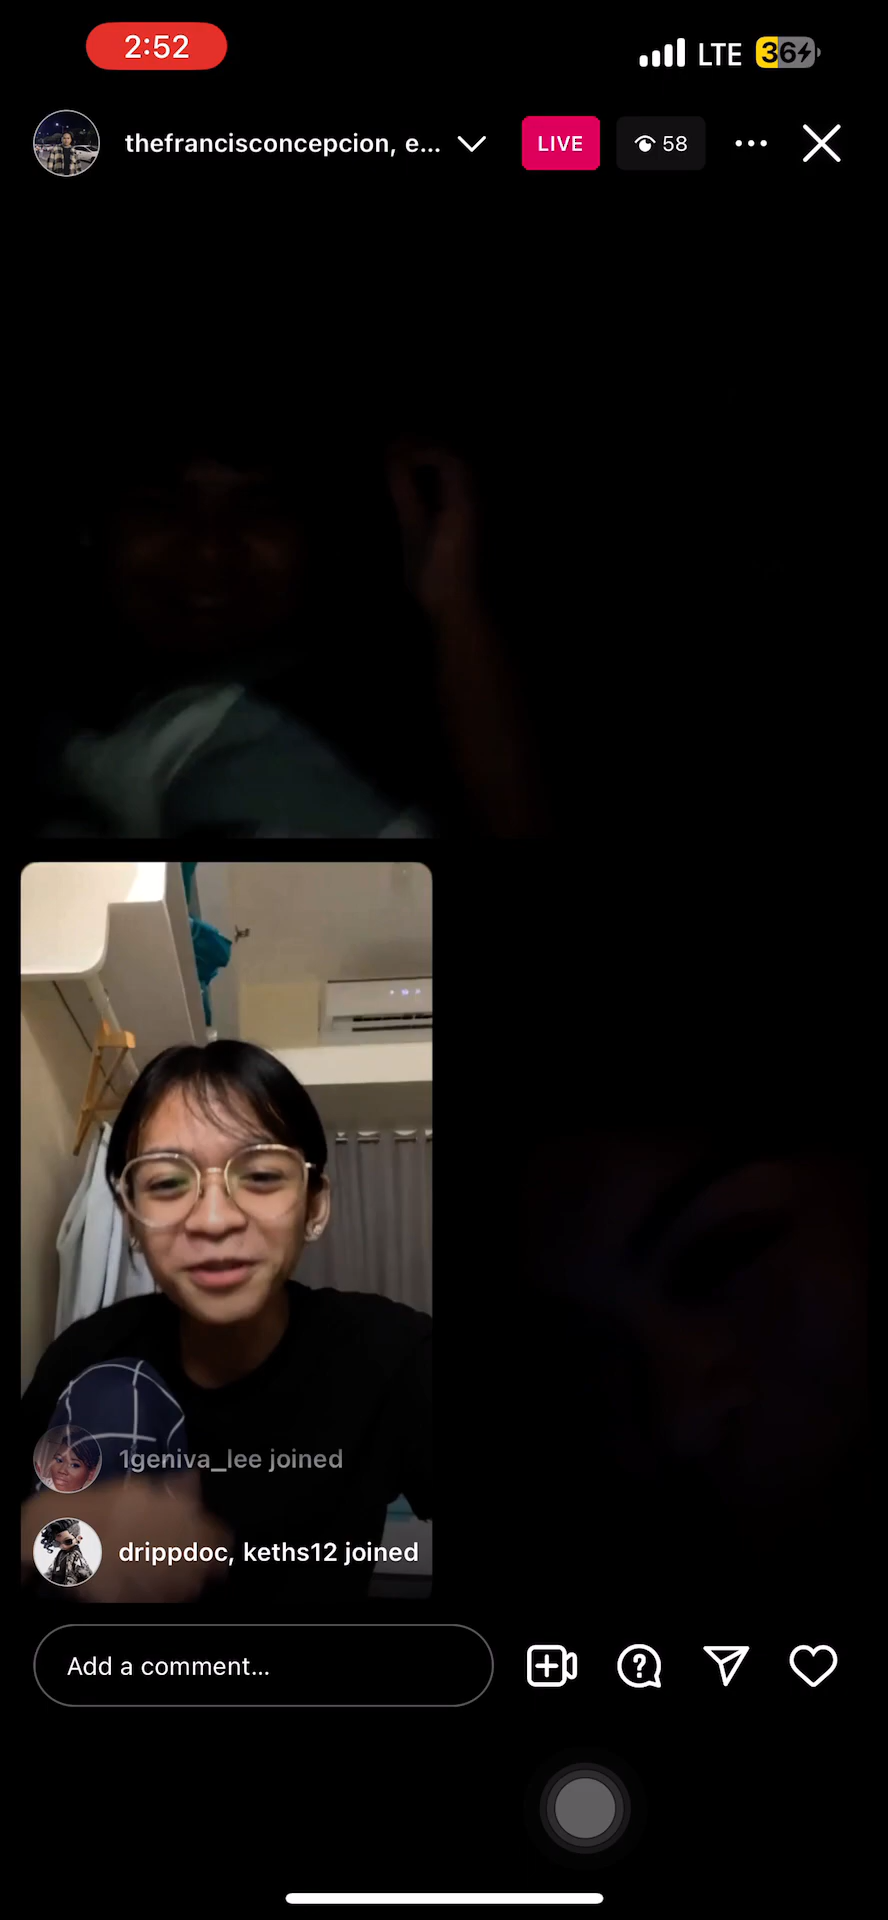 2:52
LTE 36
thefrancisconcepcion, e...
LIVE
58
1geniva_lee joined
drippdoc, keths12 joined
Add a comment...